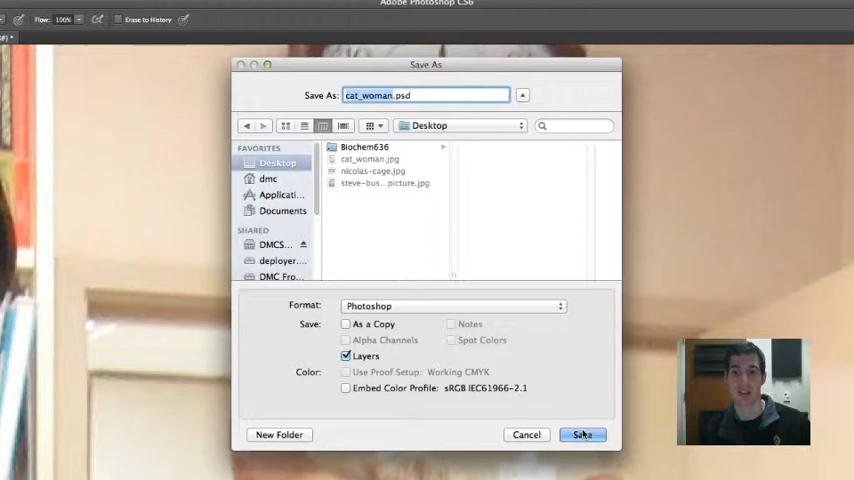 Adobe Photoshop CS6
Flow: 100% Erase to History
Save As
Save As: cat_woman.psd
Desktop
FAVORITES
Desktop
dmc
Applicati...
Documents
SHARED
DMCS...
deployer....
DMC Fro...
Biochem636
cat_woman.jpg
nicolas-cage.jpg
steve-bus...picture.jpg
Format: Photoshop
Save: As a Copy Notes
Alpha Channels Spot Colors
Layers
Color: Use Proof Setup: Working CMYK
Embed Color Profile: sRGB IEC61966-2.1
New Folder Cancel Save